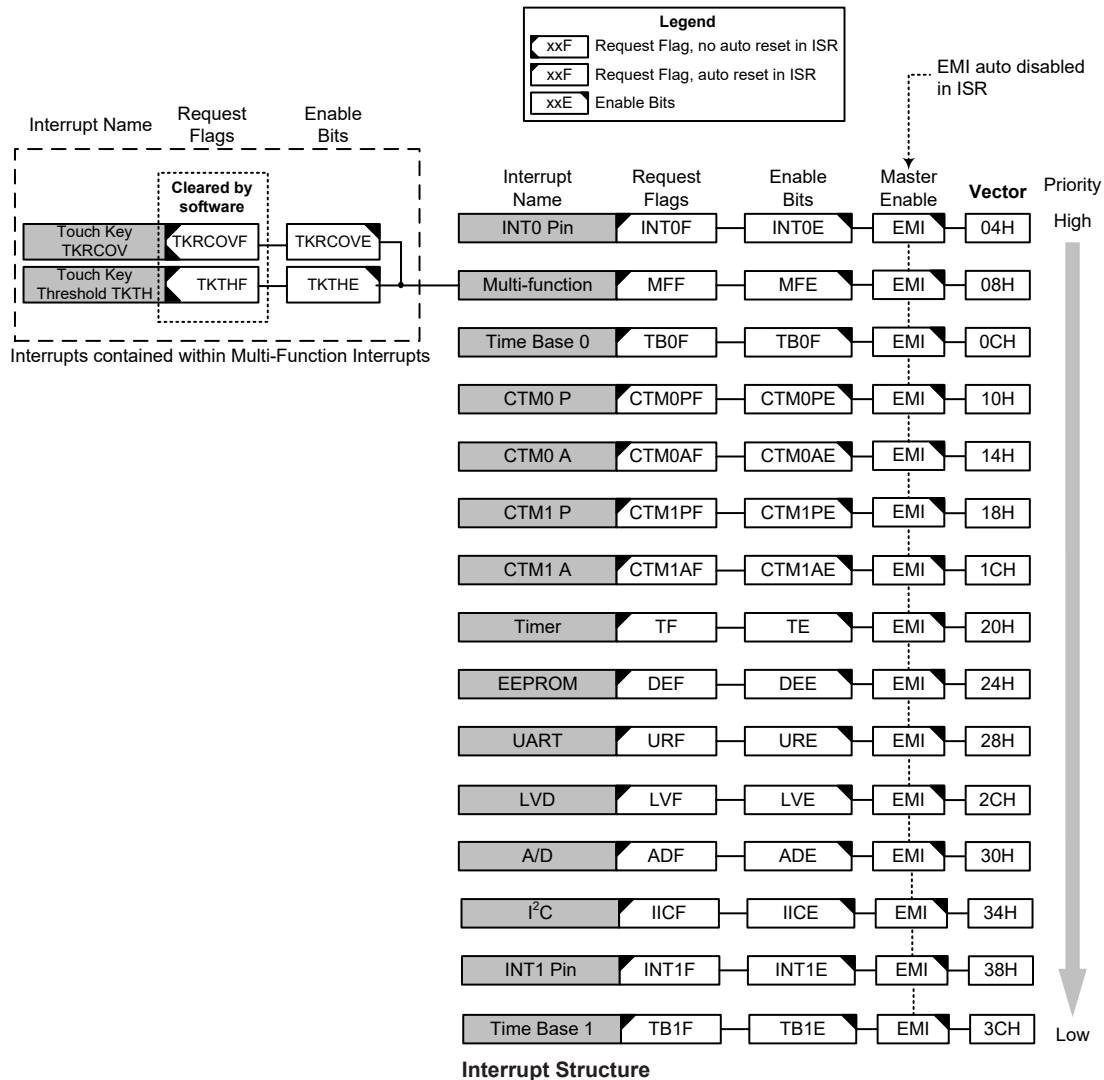 Legend
xxF Request Flag, no auto reset in ISR
xxF Request Flag, auto reset in ISR
xxE Enable Bits
EMI auto disabled
in ISR
Interrupt Name
Request
Flags
Enable
Bits
Cleared by
software
Touch Key
TKRCOV
TKRCOVF
TKRCOVE
Touch Key
Threshold TKTH
TKTHF
TKTHE
Interrupts contained within Multi-Function Interrupts
Interrupt
Name
Request
Flags
Enable
Bits
Master
Enable
Vector
Priority
High
INT0 Pin INT0F INT0E EMI 04H
Multi-function MFF MFE EMI 08H
Time Base 0 TB0F TB0F EMI 0CH
CTM0 P CTM0PF CTM0PE EMI 10H
CTM0 A CTM0AF CTM0AE EMI 14H
CTM1 P CTM1PF CTM1PE EMI 18H
CTM1 A CTM1AF CTM1AE EMI 1CH
Timer TF TE EMI 20H
EEPROM DEF DEE EMI 24H
UART URF URE EMI 28H
LVD LVF LVE EMI 2CH
A/D ADF ADE EMI 30H
I²C IICF IICE EMI 34H
INT1 Pin INT1F INT1E EMI 38H
Time Base 1 TB1F TB1E EMI 3CH
Low
Interrupt Structure